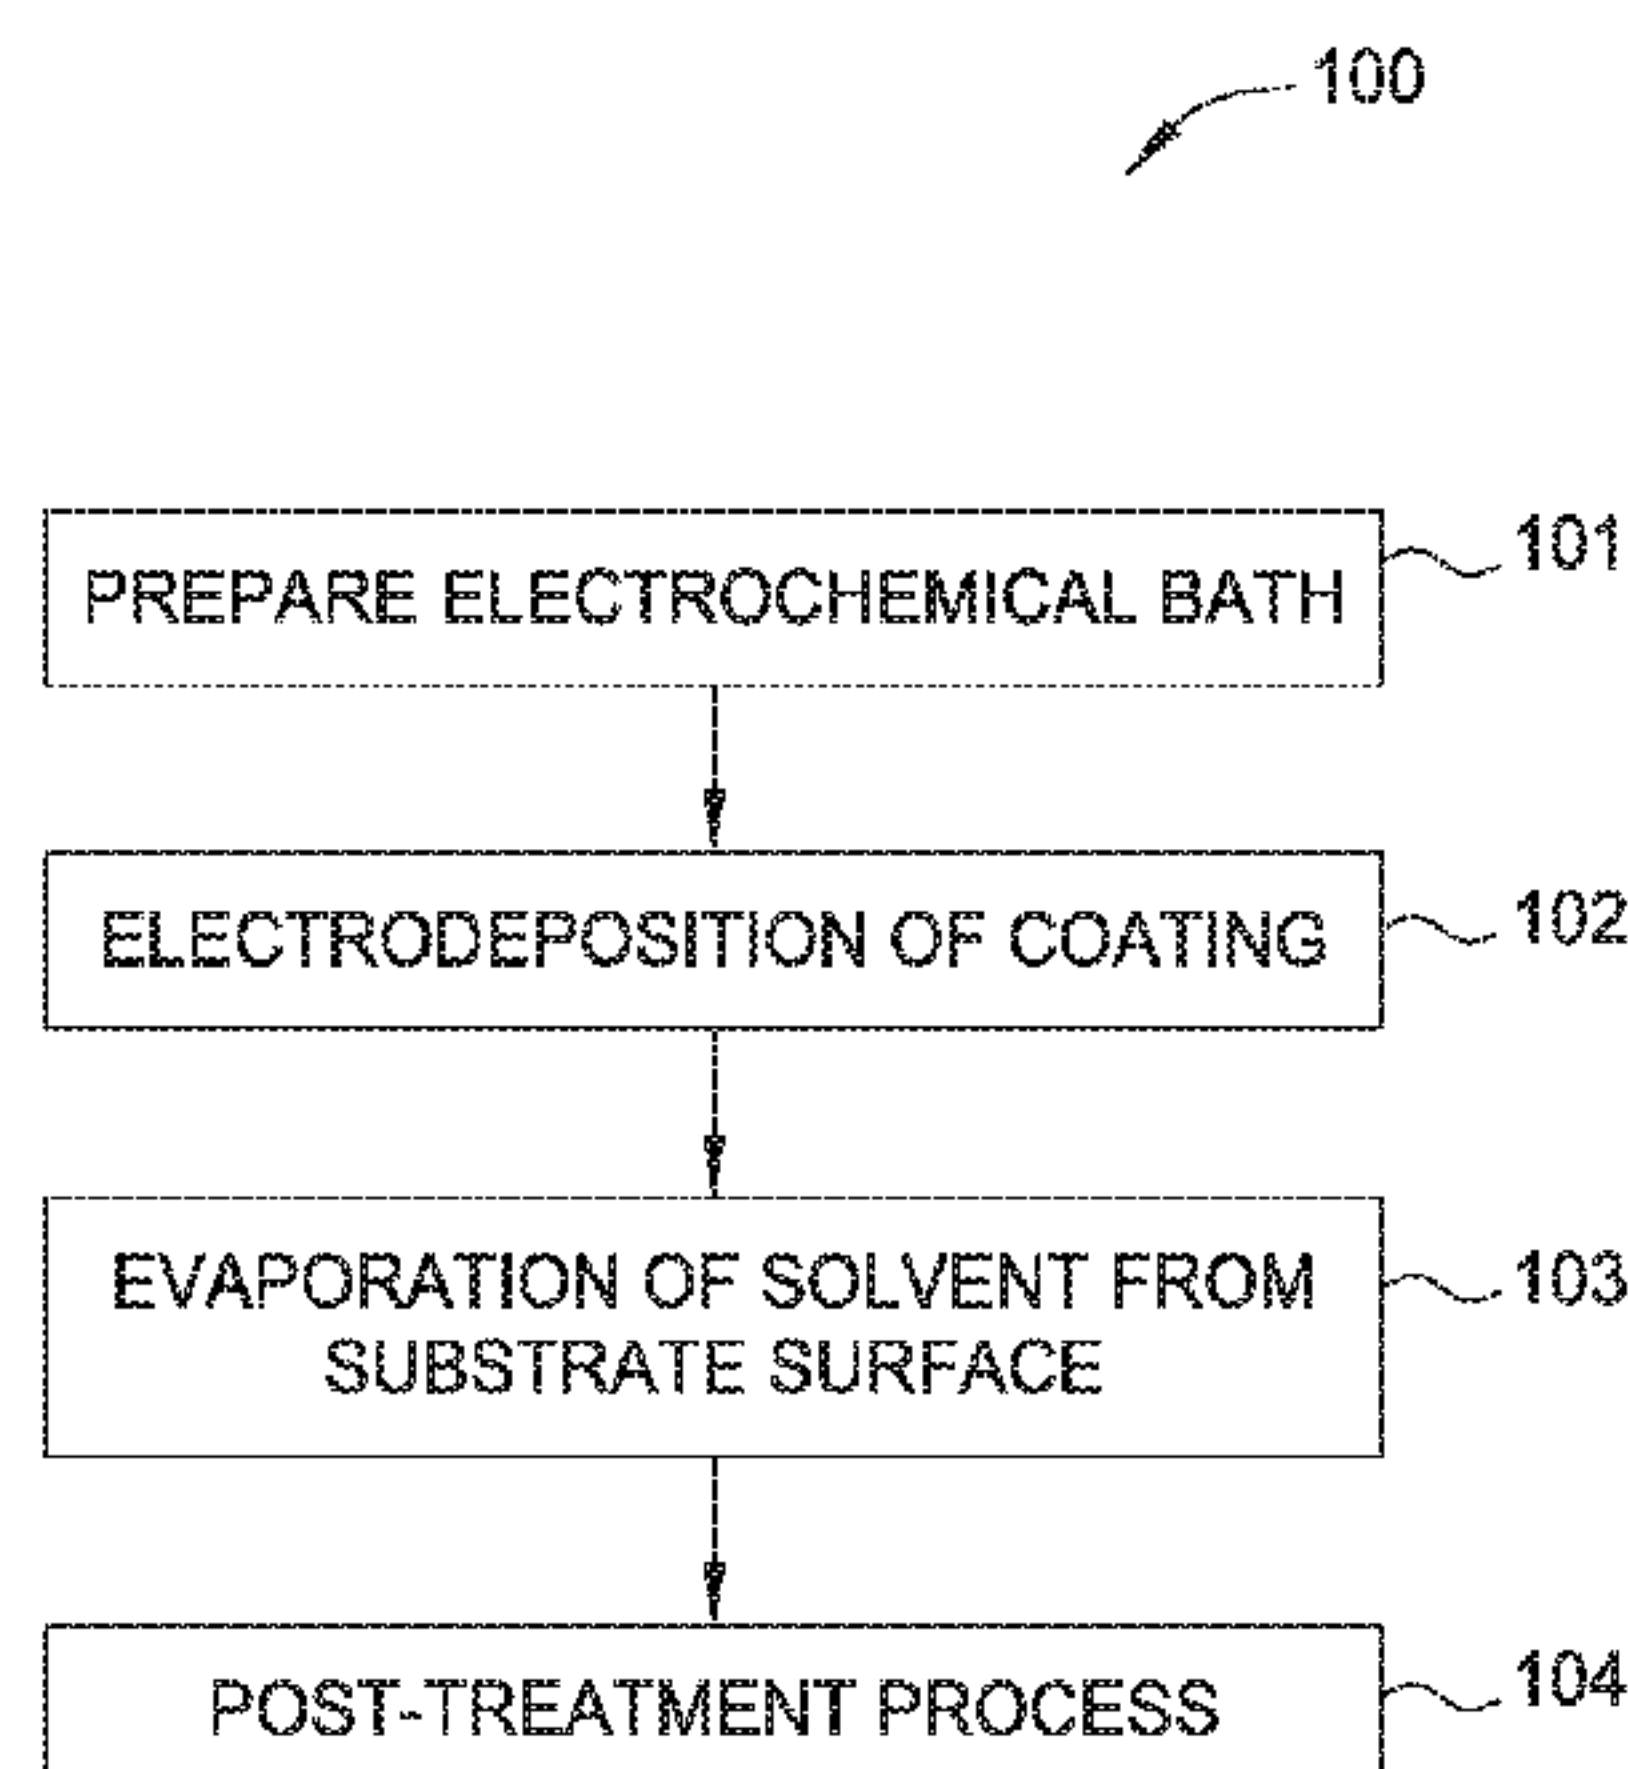 100
PREPARE ELECTROCHEMICAL BATH
101
ELECTRODEPOSITION OF COATING
102
EVAPORATION OF SOLVENT FROM
SUBSTRATE SURFACE
103
POST-TREATMENT PROCESS
104